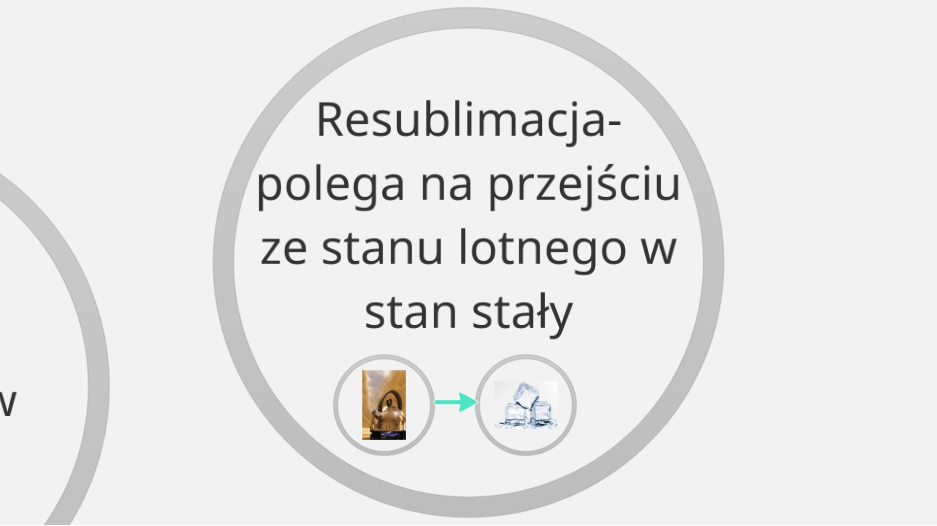 Resublimacja-
polega na przejściu
ze stanu lotnego w
stan stały
w